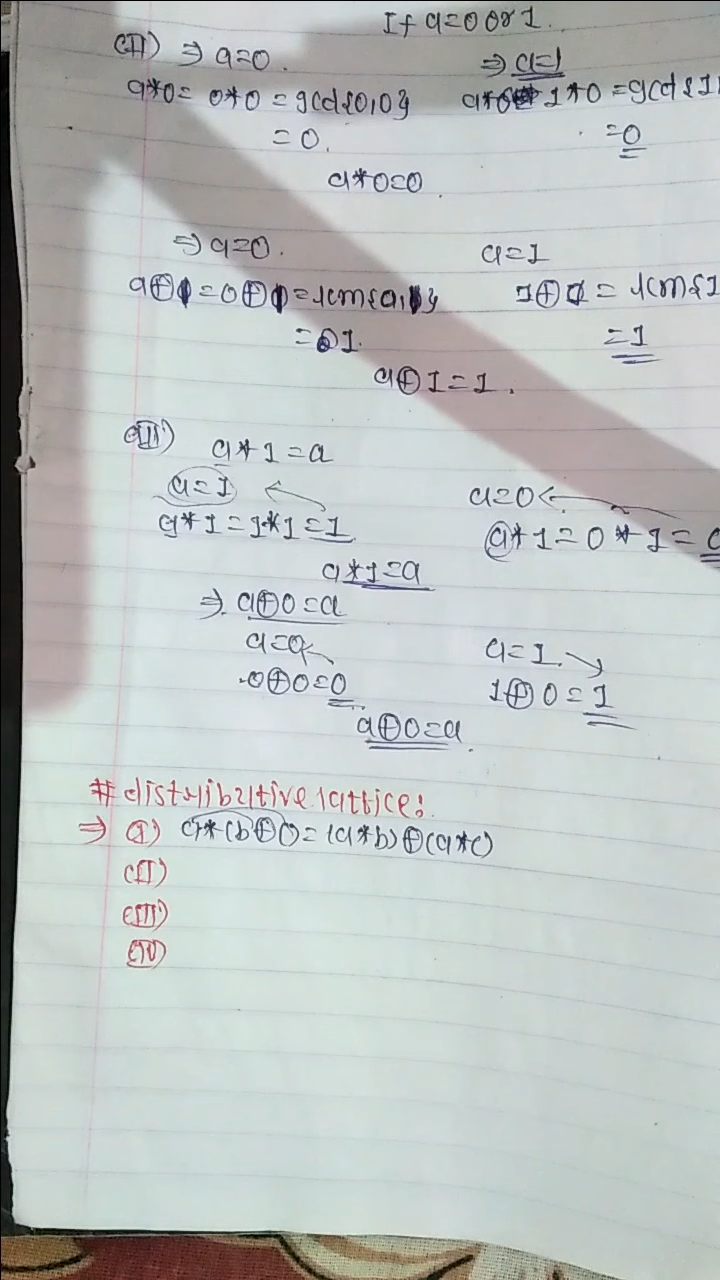 If a=0 or 1.
(II) ⇒ a=0.
⇒ a=1
a*0= 0*0 = gcd{0,0}
1*0 = gcd{1
= 0.
=0
a*0=0
⇒ a=0.
a=1
a⊕1=0⊕1=lcm{0,1}
1⊕1 = lcm{1
= 1.
=1
a⊕1=1.
(III) a*1=a
a=1
a=0
a*1=1*1=1
a*1=0*1=
a*1=a
⇒ a⊕0=a
a=0
a=1
0⊕0=0
1⊕0=1
a⊕0=a.
# distributive lattice:
⇒ (I) a*(b⊕c)=(a*b)⊕(a*c)
(II)
(III)
(IV)